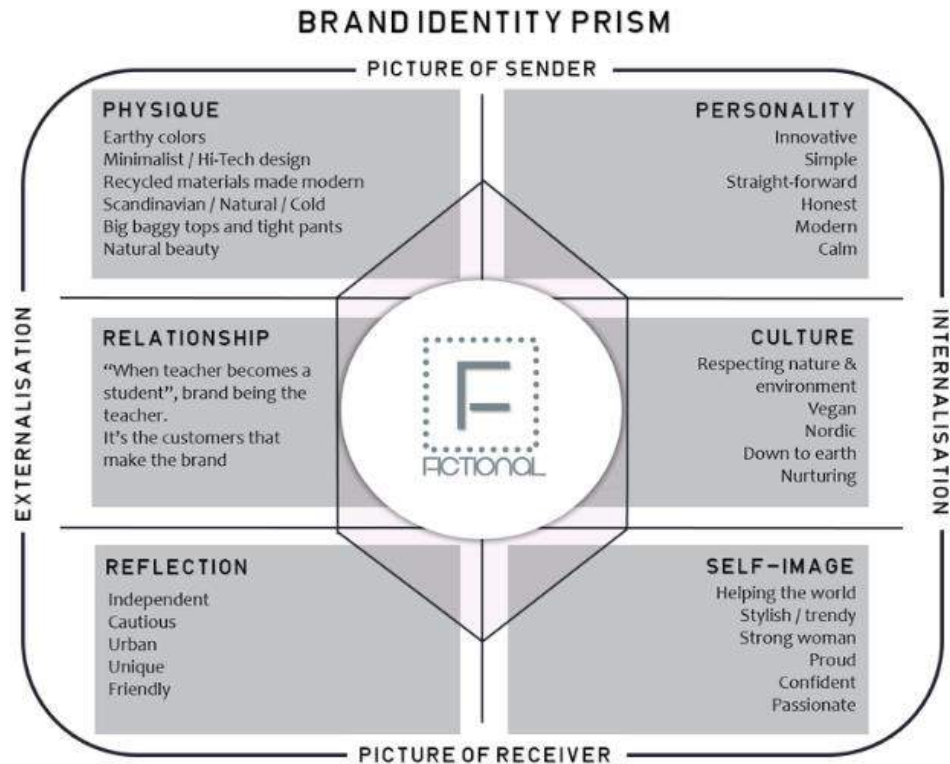 BRAND IDENTITY PRISM
PICTURE OF SENDER
PHYSIQUE
Earthy colors
Minimalist / Hi-Tech design
Recycled materials made modern
Scandinavian / Natural / Cold
Big baggy tops and tight pants
Natural beauty
PERSONALITY
Innovative
Simple
Straight-forward
Honest
Modern
Calm
EXTERNALISATION
RELATIONSHIP
“When teacher becomes a
student”, brand being the
teacher.
It’s the customers that
make the brand
F
FICTIONAL
CULTURE
Respecting nature &
environment
Vegan
Nordic
Down to earth
Nurturing
INTERNALISATION
REFLECTION
Independent
Cautious
Urban
Unique
Friendly
SELF-IMAGE
Helping the world
Stylish / trendy
Strong woman
Proud
Confident
Passionate
PICTURE OF RECEIVER